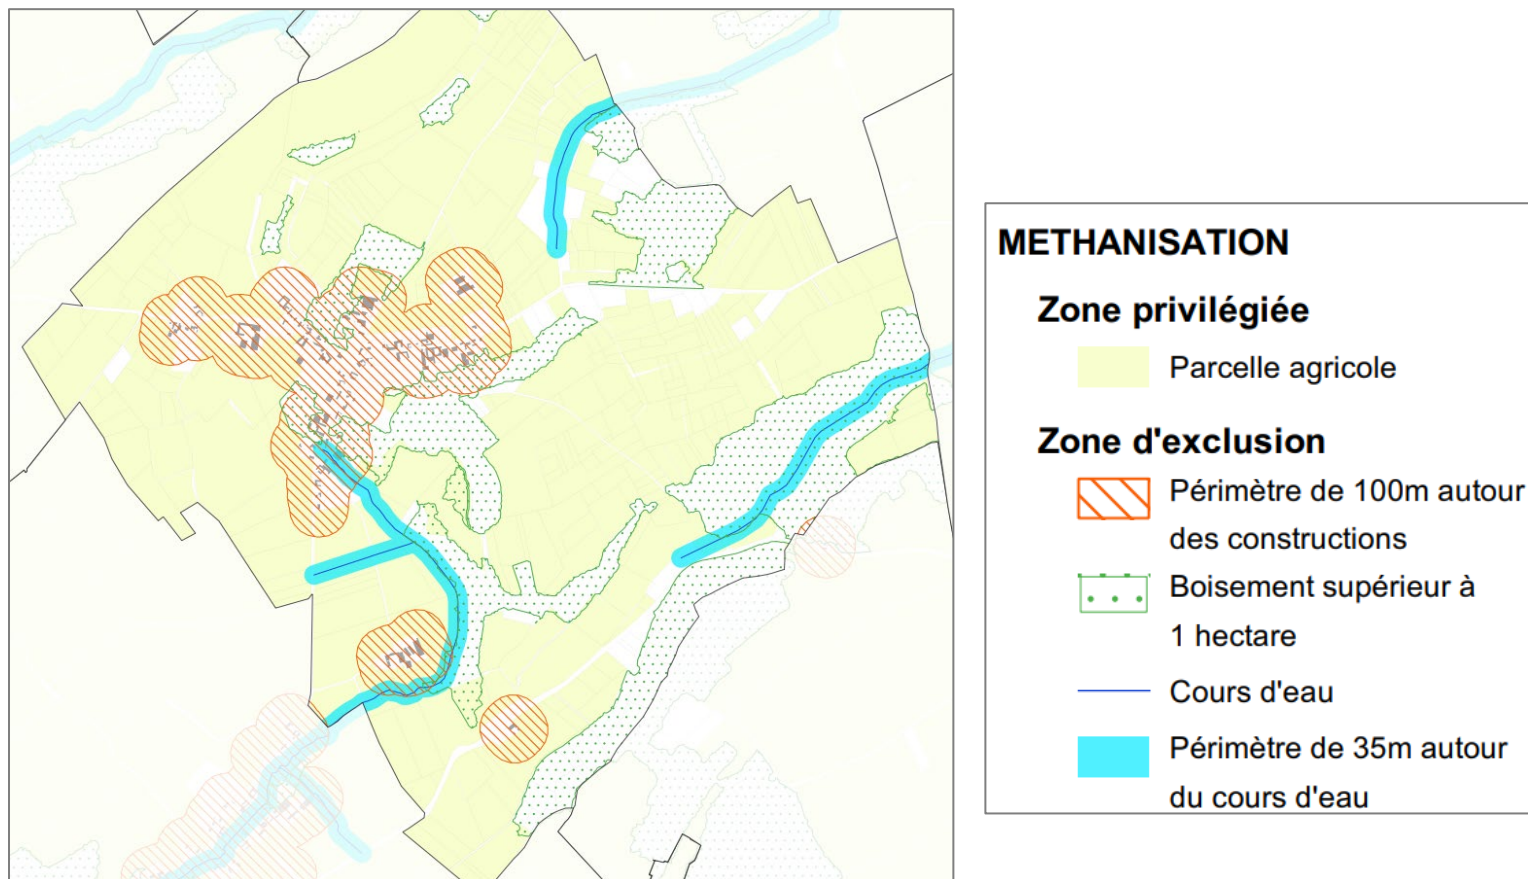 METHANISATION
Zone privilégiée
Parcelle agricole
Zone d'exclusion
Périmètre de 100m autour
des constructions
Boisement supérieur à
1 hectare
Cours d'eau
Périmètre de 35m autour
du cours d'eau